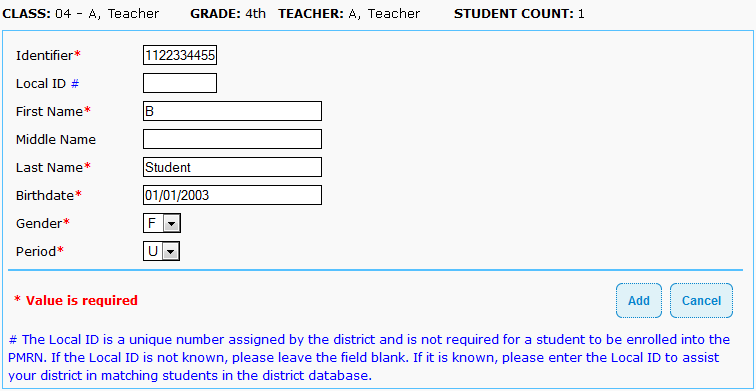 CLASS: 04 - A, Teacher GRADE: 4th TEACHER: A, Teacher STUDENT COUNT: 1
Identifier* 1122334455
Local ID #
First Name* B
Middle Name
Last Name* Student
Birthdate* 01/01/2003
Gender* F
Period* U
* Value is required Add Cancel
# The Local ID is a unique number assigned by the district and is not required for a student to be enrolled into the
PMRN. If the Local ID is not known, please leave the field blank. If it is known, please enter the Local ID to assist
your district in matching students in the district database.